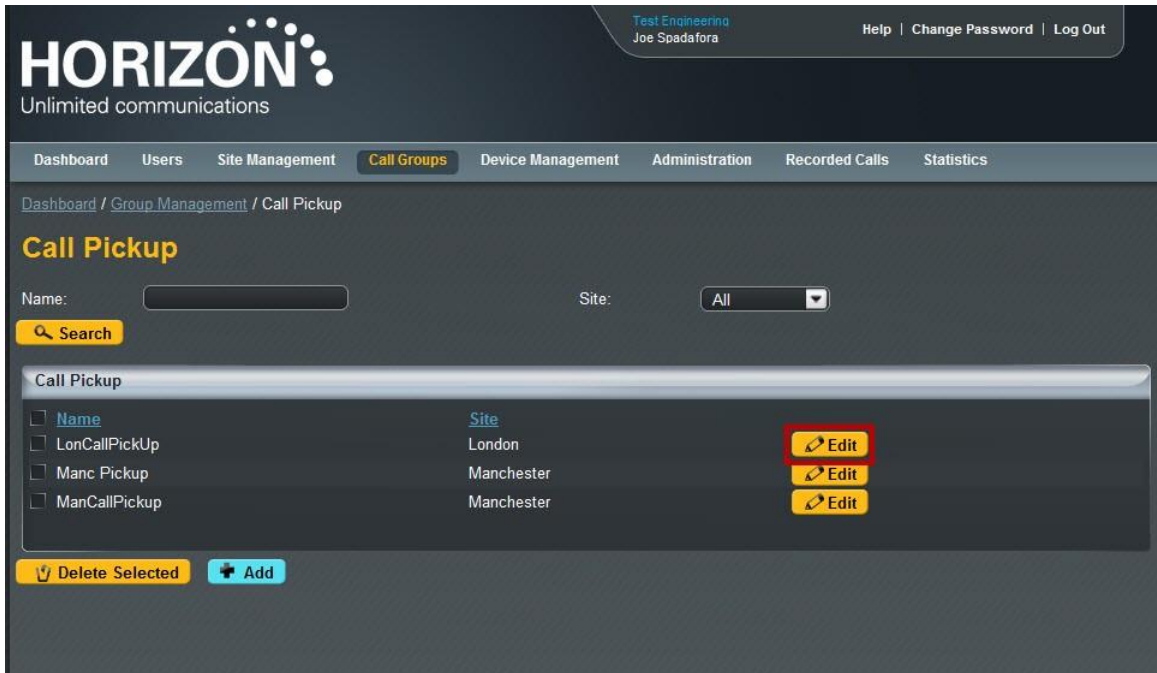 Test Engineering
Joe Spadafora
Help | Change Password | Log Out
HORIZON
Unlimited communications
Dashboard Users Site Management Call Groups Device Management Administration Recorded Calls Statistics
Dashboard / Group Management / Call Pickup
Call Pickup
Name: Site: All
Search
Call Pickup
Name Site
LonCallPickUp London Edit
Manc Pickup Manchester Edit
ManCallPickup Manchester Edit
Delete Selected Add